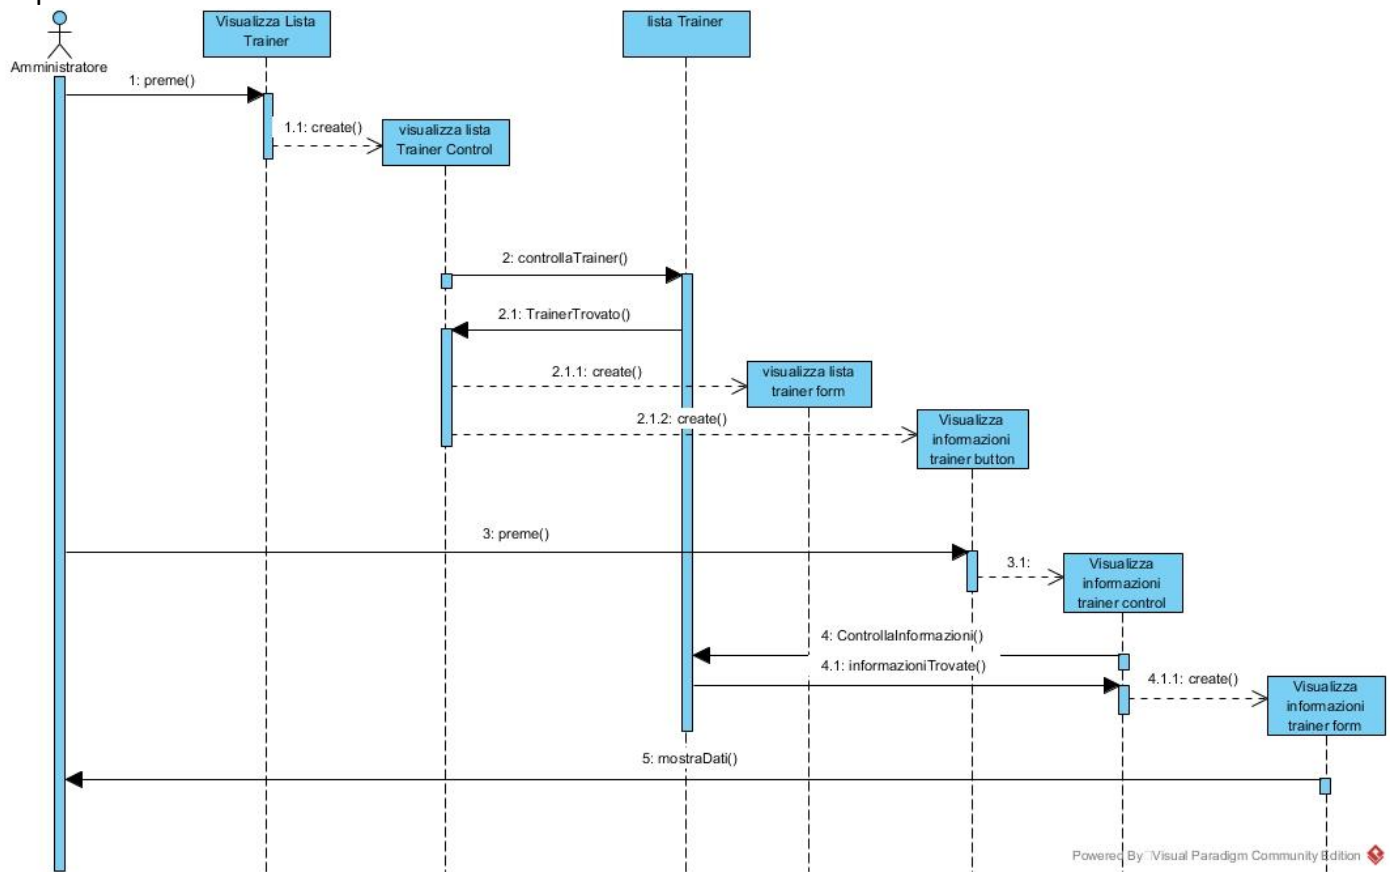 Visualizza Lista
Trainer
lista Trainer
Amministratore
1: preme()
1.1: create()
visualizza lista
Trainer Control
2: controllaTrainer()
2.1: TrainerTrovato()
2.1.1: create()
visualizza lista
trainer form
2.1.2: create()
Visualizza
informazioni
trainer button
3: preme()
3.1:
Visualizza
informazioni
trainer control
4: ControllaInformazioni()
4.1: informazioniTrovate()
4.1.1: create()
Visualizza
informazioni
trainer form
5: mostraDati()
Powered By Visual Paradigm Community Edition